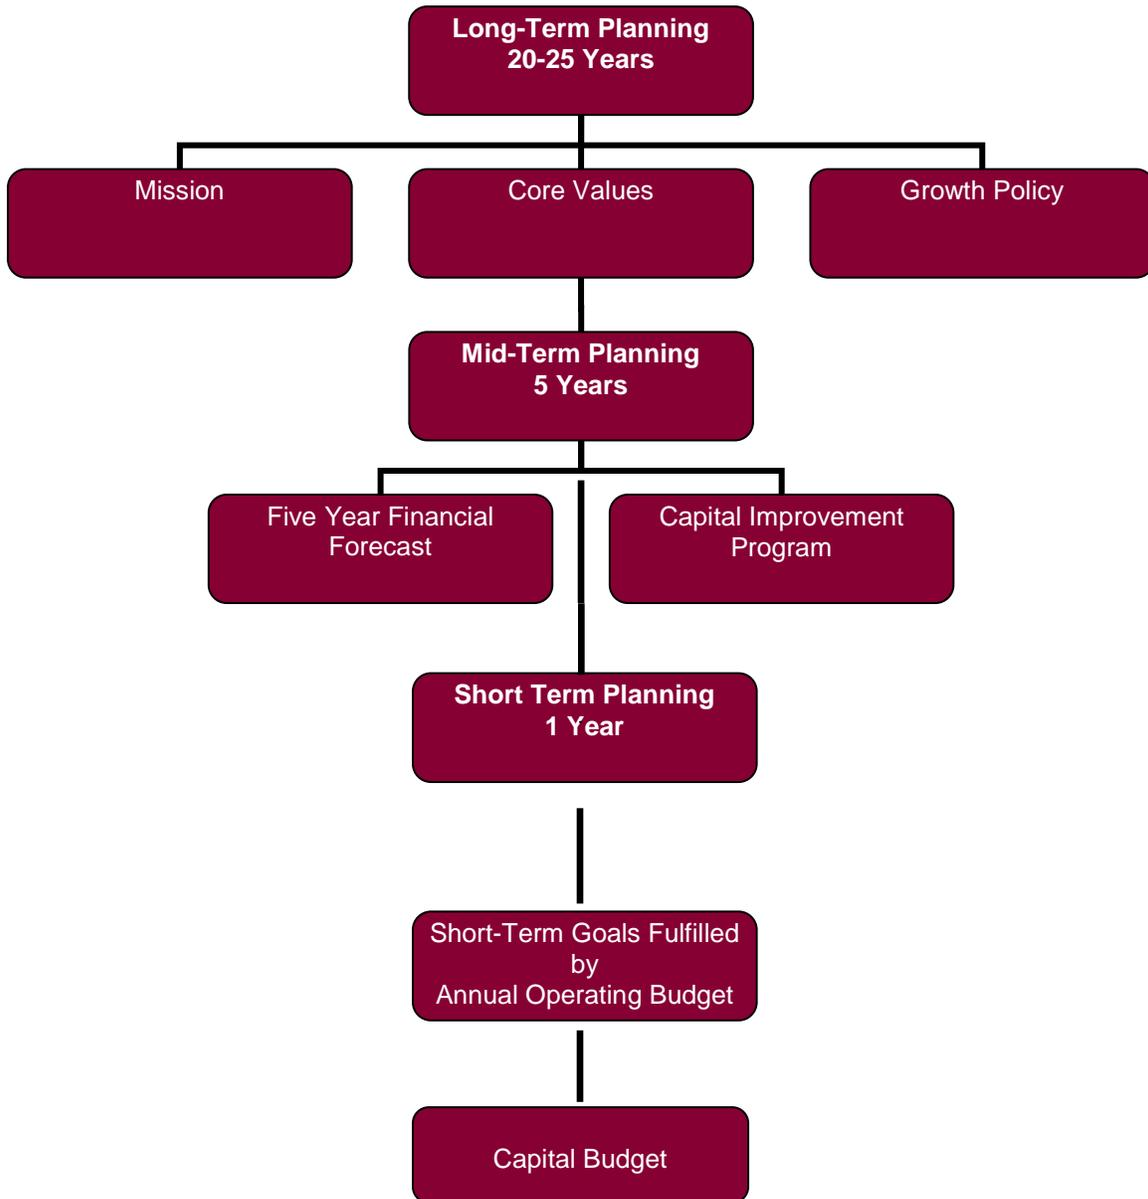 Long-Term Planning
20-25 Years
Mission
Core Values
Growth Policy
Mid-Term Planning
5 Years
Five Year Financial
Forecast
Capital Improvement
Program
Short Term Planning
1 Year
Short-Term Goals Fulfilled
by
Annual Operating Budget
Capital Budget